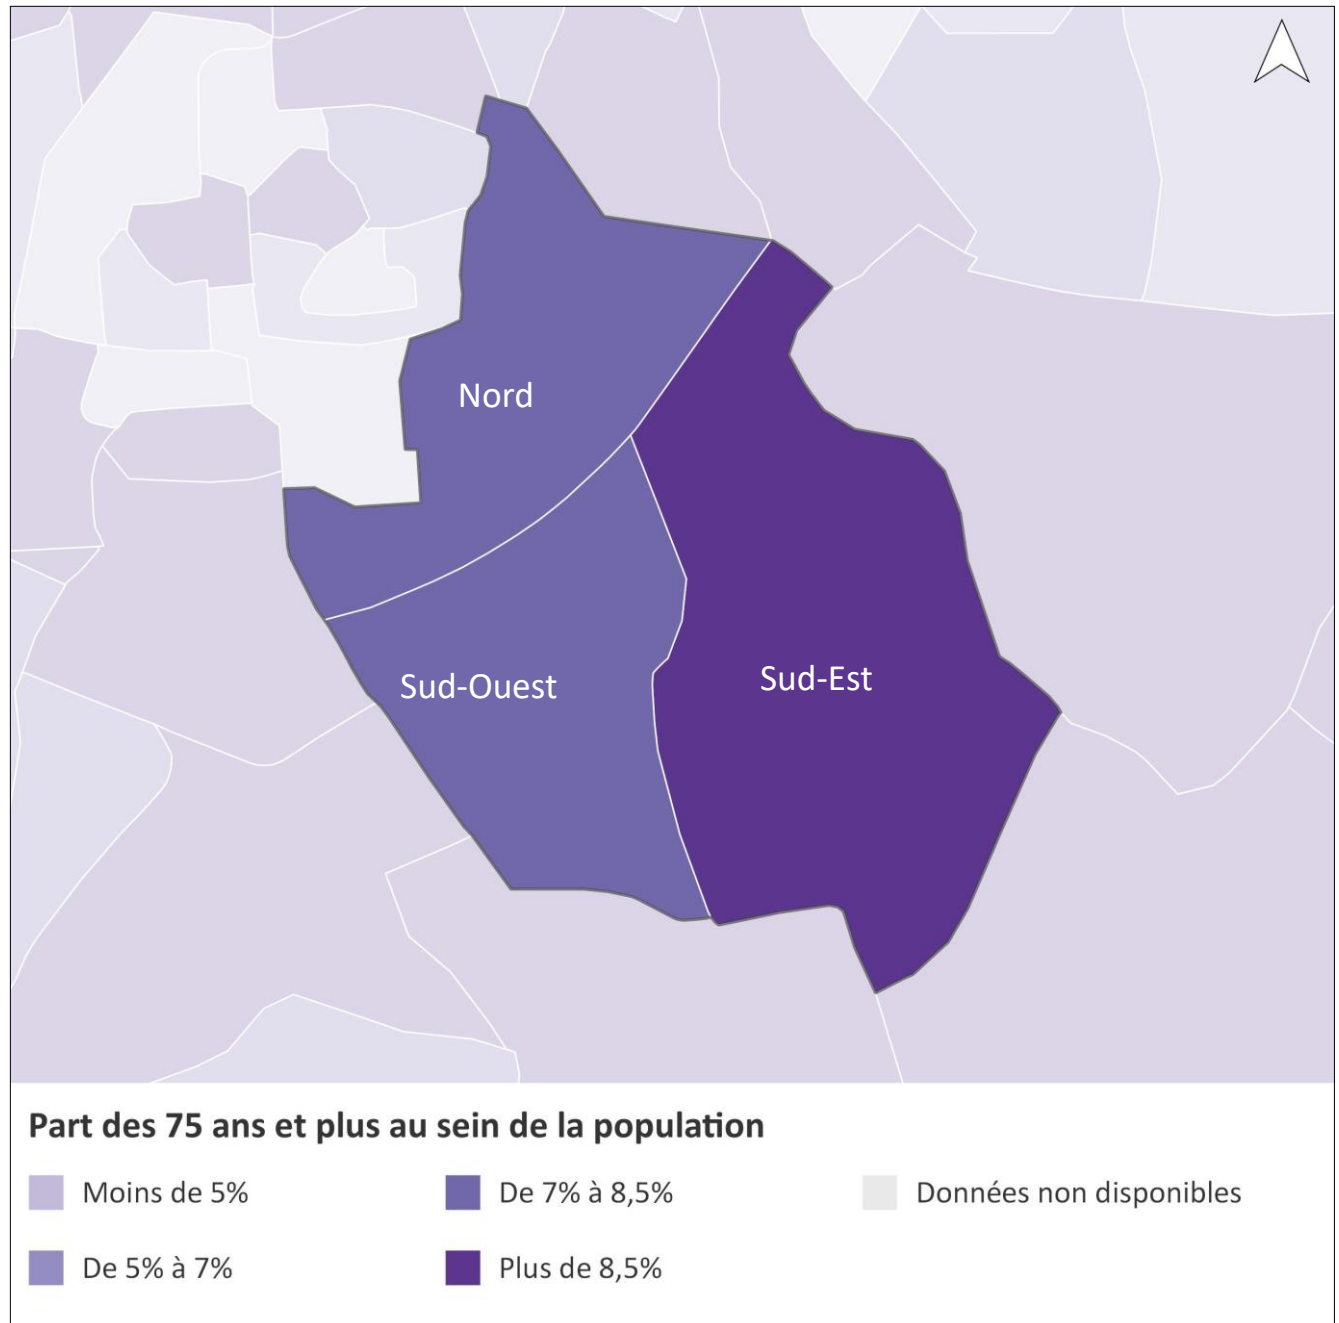 Nord
Sud-Ouest
Sud-Est
Part des 75 ans et plus au sein de la population
Moins de 5%
De 7% à 8,5%
Données non disponibles
De 5% à 7%
Plus de 8,5%